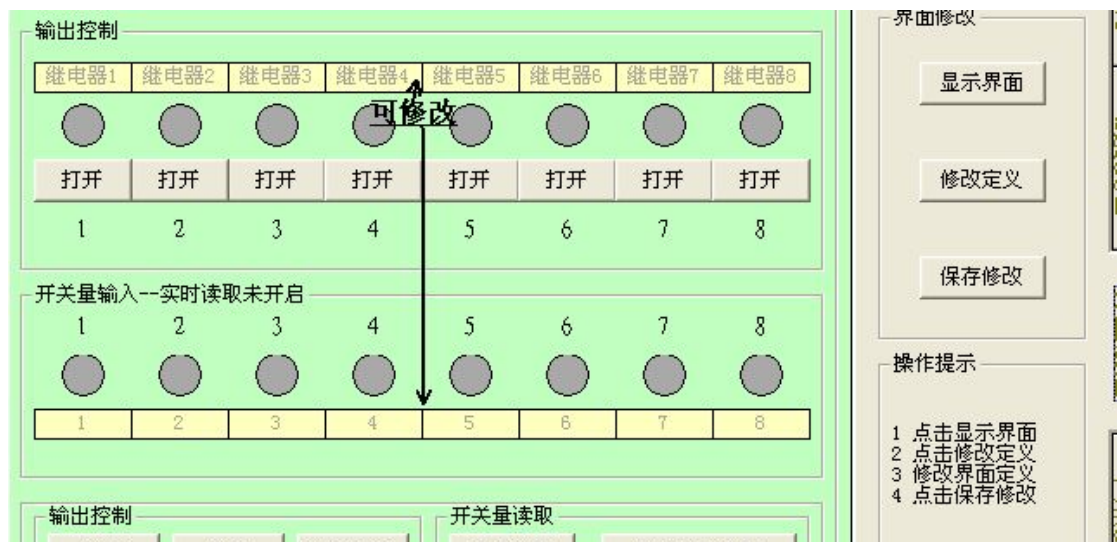 输出控制
继电器1 继电器2 继电器3 继电器4 继电器5 继电器6 继电器7 继电器8
可修改
打开 打开 打开 打开 打开 打开 打开 打开
1 2 3 4 5 6 7 8
开关量输入--实时读取未开启
1 2 3 4 5 6 7 8
1 2 3 4 5 6 7 8
输出控制
开关量读取
界面修改
显示界面
修改定义
保存修改
操作提示
1 点击显示界面
2 点击修改定义
3 修改界面定义
4 点击保存修改